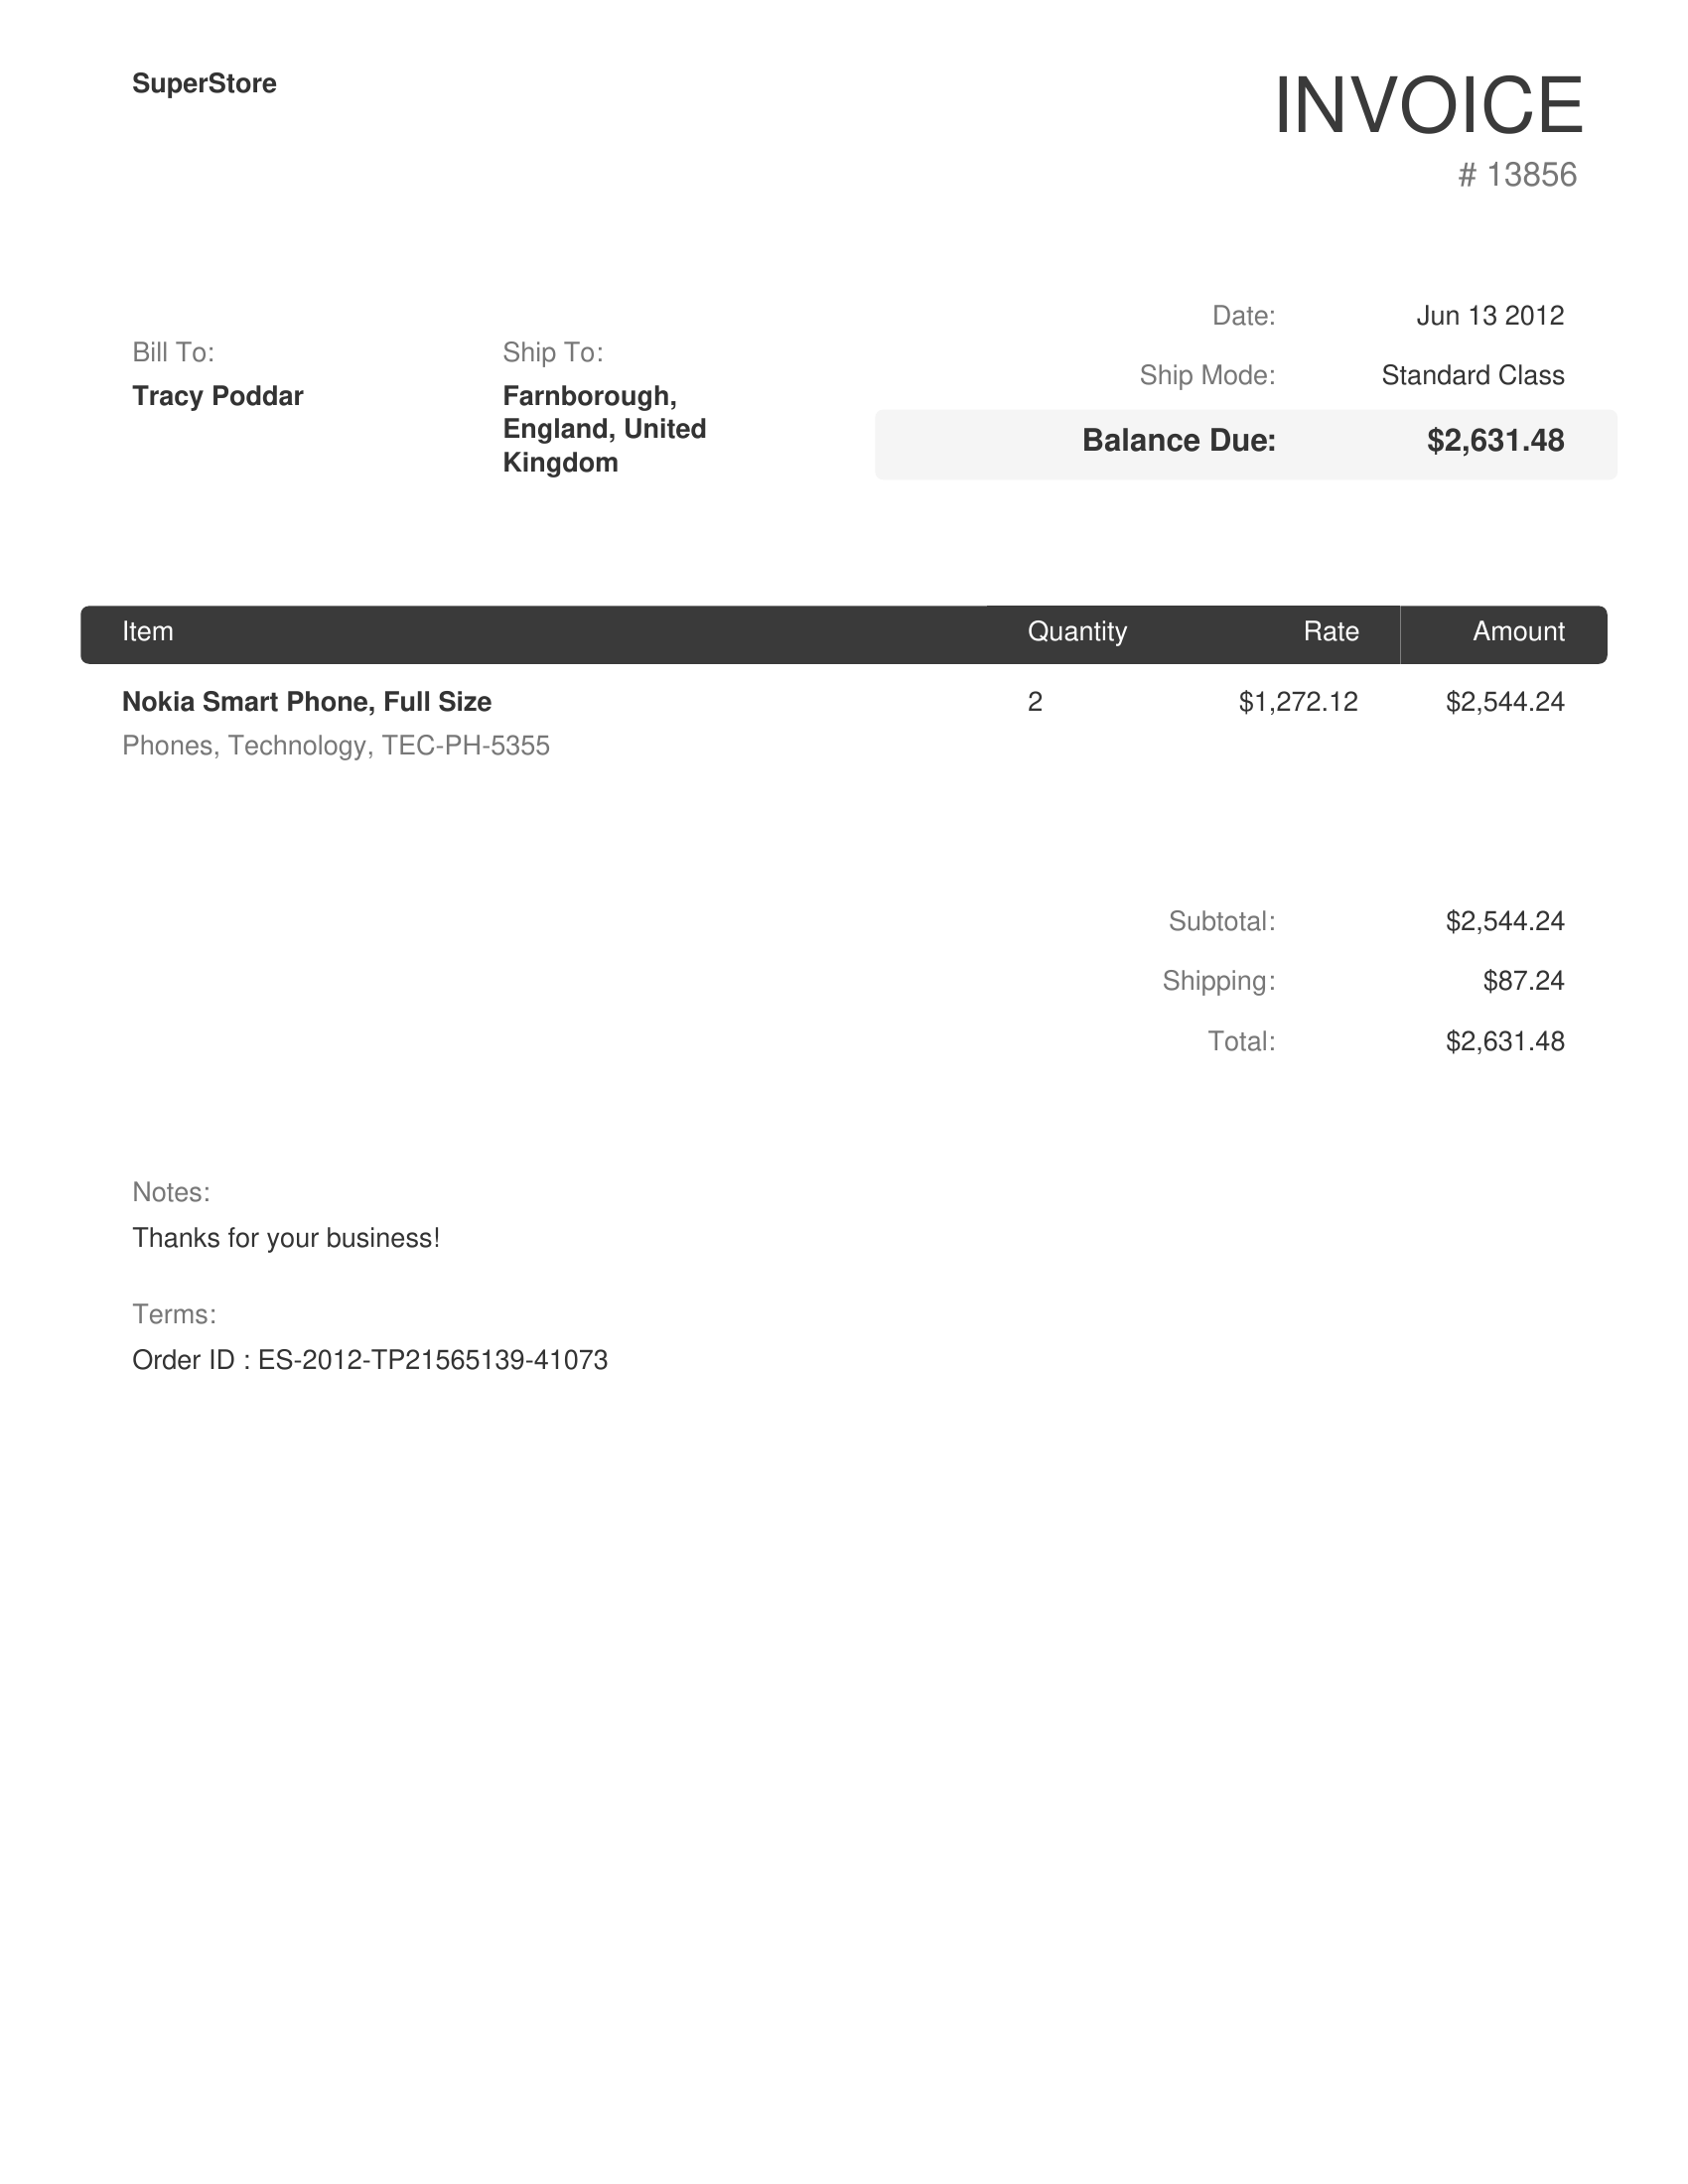 SuperStore
INVOICE
# 13856
Date: Jun 13 2012
Ship Mode: Standard Class
Balance Due: $2,631.48
Bill To:
Tracy Poddar
Ship To:
Farnborough,
England, United
Kingdom
Item Quantity Rate Amount
Nokia Smart Phone, Full Size 2 $1,272.12 $2,544.24
Phones, Technology, TEC-PH-5355
Subtotal: $2,544.24
Shipping: $87.24
Total: $2,631.48
Notes:
Thanks for your business!
Terms:
Order ID : ES-2012-TP21565139-41073